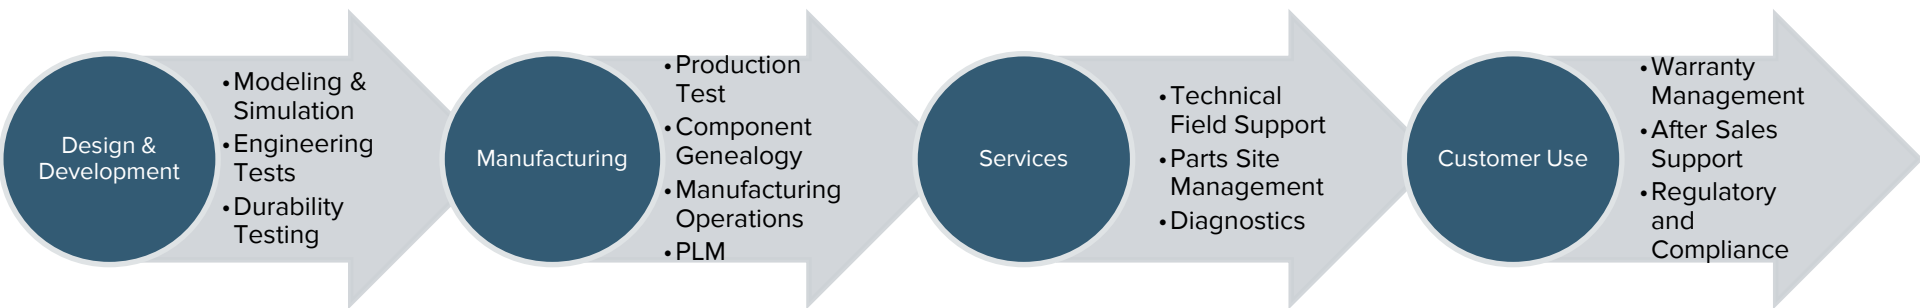 Design &
Development
•Modeling &
Simulation
•Engineering
Tests
•Durability
Testing
Manufacturing
•Production
Test
•Component
Genealogy
•Manufacturing
Operations
•PLM
Services
•Technical
Field Support
•Parts Site
Management
•Diagnostics
Customer Use
•Warranty
Management
•After Sales
Support
•Regulatory
and
Compliance